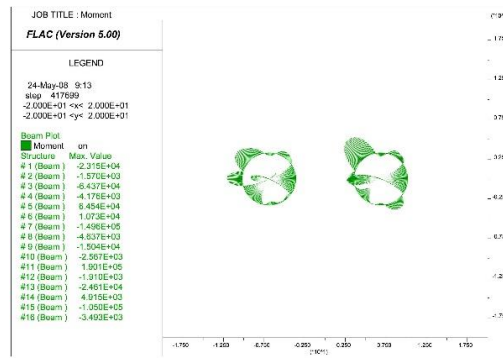 JOB TITLE : Moment
FLAC (Version 5.00)
LEGEND
24-May-08 9:13
step 417699
-2.000E+01 <x< 2.000E+01
-2.000E+01 <y< 2.000E+01
Beam Plot
Moment on
Structure Max. Value
# 1 (Beam ) -2.315E+04
# 2 (Beam ) -1.570E+03
# 3 (Beam ) -6.437E+04
# 4 (Beam ) -4.176E+03
# 5 (Beam ) 6.454E+04
# 6 (Beam ) 1.073E+04
# 7 (Beam ) -1.496E+05
# 8 (Beam ) -4.637E+03
# 9 (Beam ) -1.504E+04
#10 (Beam ) -2.567E+03
#11 (Beam ) 1.901E+05
#12 (Beam ) -1.910E+03
#13 (Beam ) -2.461E+04
#14 (Beam ) 4.915E+03
#15 (Beam ) -1.050E+05
#16 (Beam ) -3.493E+03
-1.750 -1.250 -0.750 -0.250 0.250 0.750 1.250 1.750